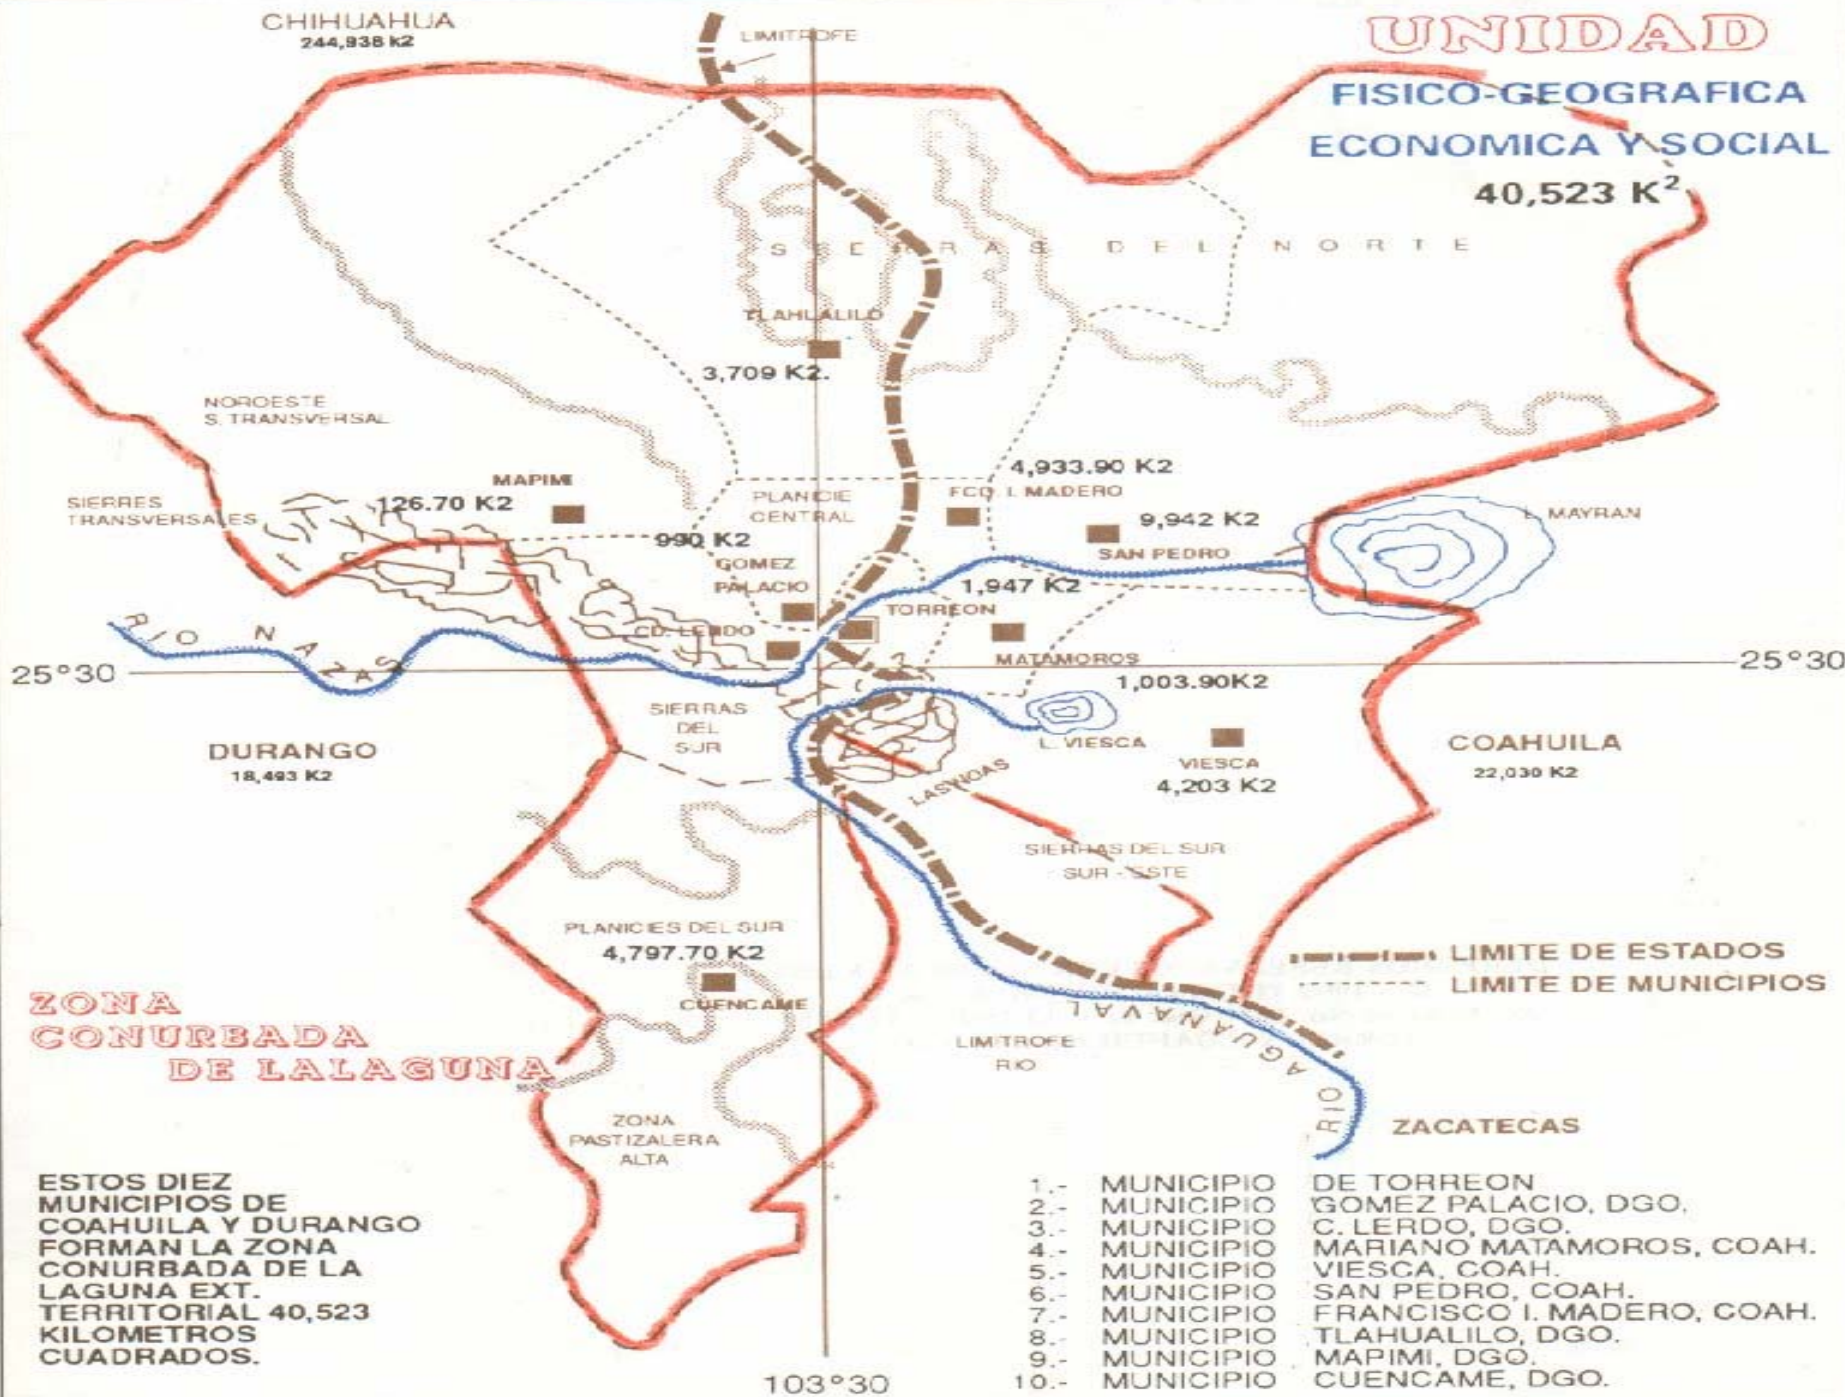 CHIHUAHUA
244,938 k2
LIMITROFE
UNIDAD
FISICO-GEOGRAFICA
ECONOMICA Y SOCIAL
40,523 K²
SIERRAS DEL NORTE
TLAHLALILO
3,709 K2.
NOROESTE
S. TRANSVERSAL
SIERRES
TRANSVERSALES
MAPIMI
126.70 K2
990 K2
GOMEZ
PALACIO
CD. LERDO
PLANICIE
CENTRAL
4,933.90 K2
FCO. I. MADERO
9,942 K2
SAN PEDRO
L. MAYRAN
1,947 K2
TORREON
MATAMOROS
1,003.90K2
RIO NAZAS
25°30
25°30
SIERRAS
DEL
SUR
DURANGO
18,493 K2
L. VIESCA
VIESCA
4,203 K2
COAHUILA
22,030 K2
LAS NOAS
SIERRAS DEL SUR
SUR-ESTE
PLANICIES DEL SUR
4,797.70 K2
CUENCAME
LIMITE DE ESTADOS
LIMITE DE MUNICIPIOS
ZONA
CONURBADA
DE LALAGUNA
LIMITROFE
RIO
RIO AGUANAVAL
ZACATECAS
ZONA
PASTIZALERA
ALTA
ESTOS DIEZ
MUNICIPIOS DE
COAHUILA Y DURANGO
FORMAN LA ZONA
CONURBADA DE LA
LAGUNA EXT.
TERRITORIAL 40,523
KILOMETROS
CUADRADOS.
1.- MUNICIPIO DE TORREON
2.- MUNICIPIO GOMEZ PALACIO, DGO.
3.- MUNICIPIO C. LERDO, DGO.
4.- MUNICIPIO MARIANO MATAMOROS, COAH.
5.- MUNICIPIO VIESCA, COAH.
6.- MUNICIPIO SAN PEDRO, COAH.
7.- MUNICIPIO FRANCISCO I. MADERO, COAH.
8.- MUNICIPIO TLAHUALILO, DGO.
9.- MUNICIPIO MAPIMI, DGO.
10.- MUNICIPIO CUENCAME, DGO.
103°30